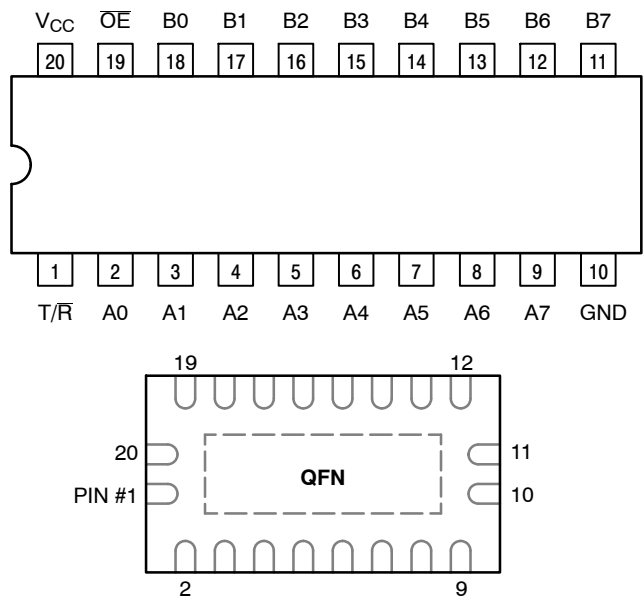 V_CC O̅E̅ B0 B1 B2 B3 B4 B5 B6 B7
20 19 18 17 16 15 14 13 12 11
1 2 3 4 5 6 7 8 9 10
T/R̅ A0 A1 A2 A3 A4 A5 A6 A7 GND
19 12
20 11
QFN
PIN #1 10
2 9